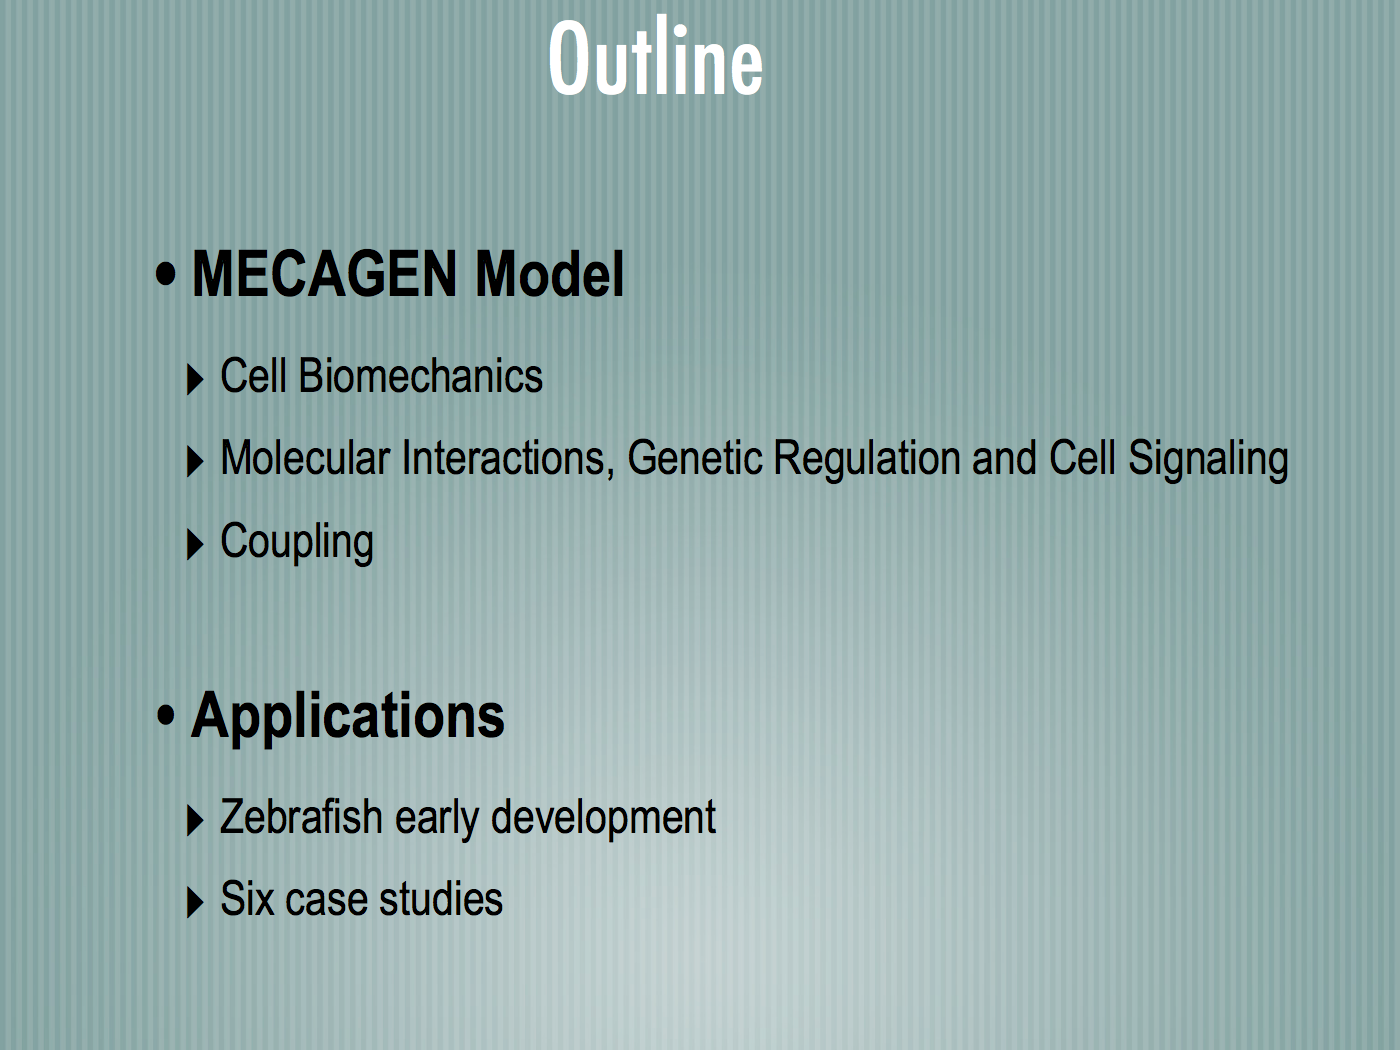 Outline
• MECAGEN Model
▸ Cell Biomechanics
▸ Molecular Interactions, Genetic Regulation and Cell Signaling
▸ Coupling
• Applications
▸ Zebrafish early development
▸ Six case studies